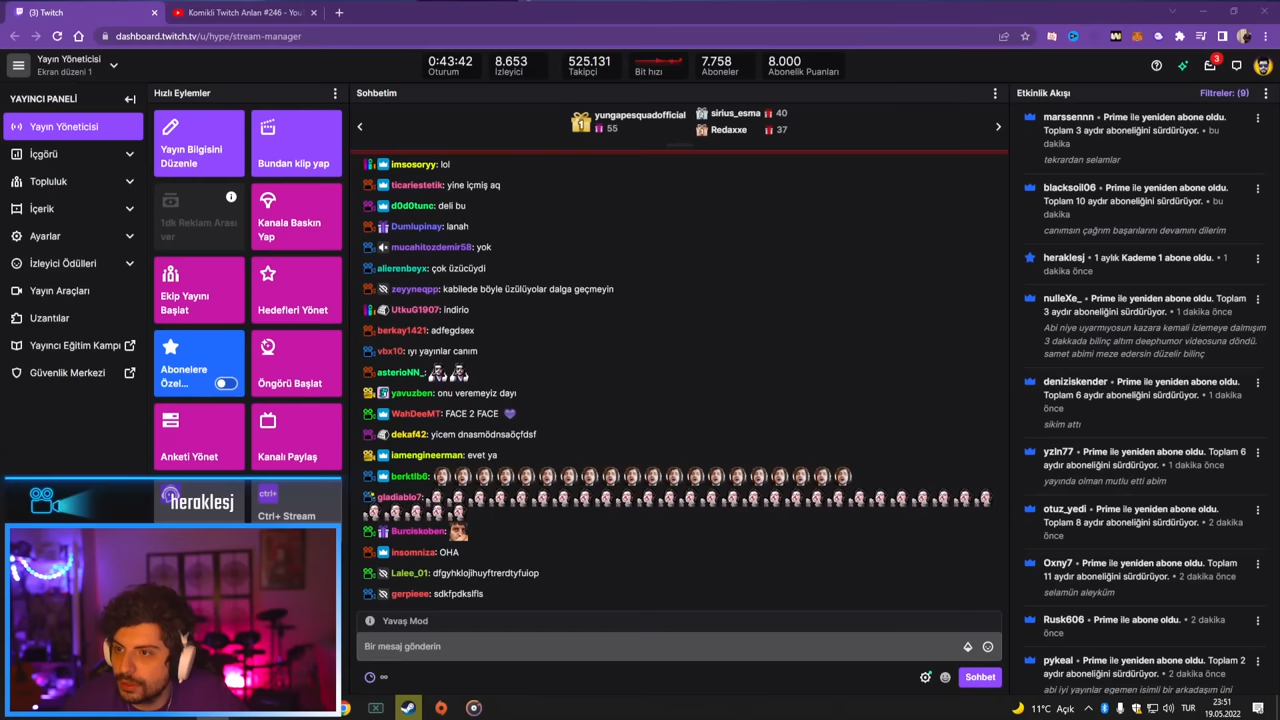 (3) Twitch
Komikli Twitch Anları #246 - You
dashboard.twitch.tv/u/hype/stream-manager
Yayın Yöneticisi
Ekran düzeni 1
0:43:42
Oturum
8.653
İzleyici
525.131
Takipçi
Bit hızı
7.758
Aboneler
8.000
Abonelik Puanları
3
YAYINCI PANELİ
Yayın Yöneticisi
İçgörü
Topluluk
İçerik
Ayarlar
İzleyici Ödülleri
Yayın Araçları
Uzantılar
Yayıncı Eğitim Kampı
Güvenlik Merkezi
Hızlı Eylemler
Yayın Bilgisini
Düzenle
Bundan klip yap
1dk Reklam Arası
ver
Kanala Baskın
Yap
Ekip Yayını
Başlat
Hedefleri Yönet
Abonelere
Özel...
Öngörü Başlat
Anketi Yönet
Kanalı Paylaş
heraklesj
ctrl+
Ctrl+ Stream
Sohbetim
1
yungapesquadofficial
55
sirius_esma 40
Redaxxe 37
imsosoryy: lol
ticariestetik: yine içmiş aq
d0d0tunc: deli bu
Dumlupinay: lanah
mucahitozdemir58: yok
alierenbeyx: çok üzücüydi
zeyyneqpp: kabilede böyle üzülüyolar dalga geçmeyin
UtkuG1907: indirio
berkay1421: adfegdsex
vbx10: ıyı yayınlar canım
asterioNN_:
yavuzben: onu veremeyiz dayı
WahDeeMT: FACE 2 FACE
dekaf42: yicem dnasmödnsaöçfdsf
iamengineerman: evet ya
berktlb6:
gladiablo7:
Burciskoben:
insomniza: OHA
Lalee_01: dfgyhklojihuyftrerdtyfuiop
gerpieee: sdkfpdkslfls
Yavaş Mod
Bir mesaj gönderin
Sohbet
Etkinlik Akışı
Filtreler: (9)
marssennn • Prime ile yeniden abone oldu.
Toplam 3 aydır aboneliğini sürdürüyor. • bu
dakika
tekrardan selamlar
blacksoil06 • Prime ile yeniden abone oldu.
Toplam 10 aydır aboneliğini sürdürüyor. • bu
dakika
canımsın çağrım başarılarını devamını dilerim
heraklesj • 1 aylık Kademe 1 abone oldu. • 1
dakika önce
nulleXe_ • Prime ile yeniden abone oldu. Toplam
3 aydır aboneliğini sürdürüyor. • 1 dakika önce
Abi niye uyarmıyosun kazara kemali izlemeye dalmışım
3 dakkada bilinç altım deephumor videosuna döndü.
samet abimi meze edersin düzelir bilinç
deniziskender • Prime ile yeniden abone oldu.
Toplam 6 aydır aboneliğini sürdürüyor. • 1 dakika
önce
sikim attı
yzln77 • Prime ile yeniden abone oldu. Toplam 6
aydır aboneliğini sürdürüyor. • 1 dakika önce
yayında olman mutlu etti abim
otuz_yedi • Prime ile yeniden abone oldu.
Toplam 8 aydır aboneliğini sürdürüyor. • 2 dakika
önce
Oxny7 • Prime ile yeniden abone oldu. Toplam
11 aydır aboneliğini sürdürüyor. • 2 dakika önce
selamün aleyküm
Rusk606 • Prime ile abone oldu. • 2 dakika
önce
pykeal • Prime ile yeniden abone oldu. Toplam 2
aydır aboneliğini sürdürüyor. • 2 dakika önce
abi iyi yayınlar egemen isimli bir arkadaşım üni
11°C Açık
TUR
23:51
19.05.2022